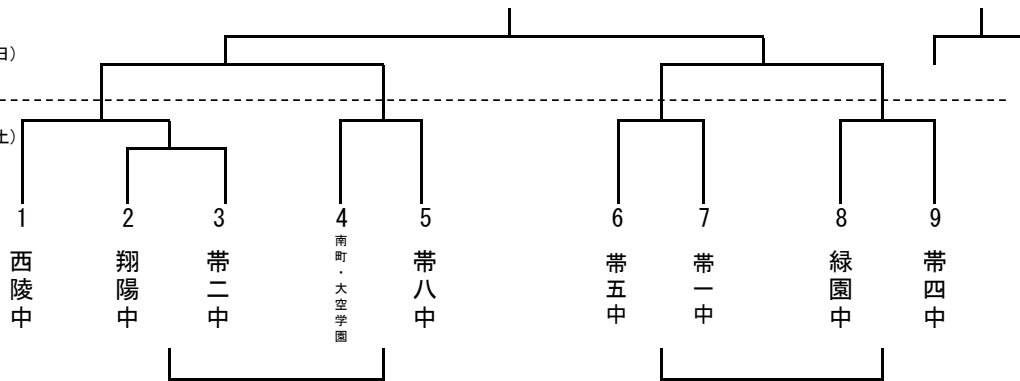 日）
土）
1
2
3
4
5
6
7
8
9
西陵中
翔陽中
帯二中
南町・大空学園
帯八中
帯五中
帯一中
緑園中
帯四中